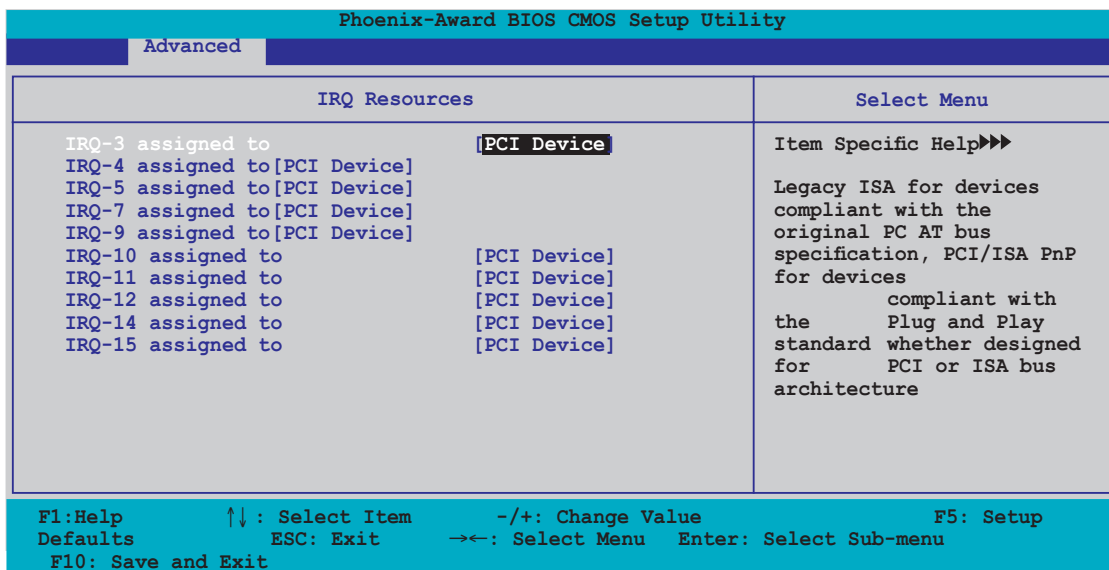 Phoenix-Award BIOS CMOS Setup Utility
Advanced
IRQ Resources
Select Menu
IRQ-3 assigned to [PCI Device]
IRQ-4 assigned to[PCI Device]
IRQ-5 assigned to[PCI Device]
IRQ-7 assigned to[PCI Device]
IRQ-9 assigned to[PCI Device]
IRQ-10 assigned to [PCI Device]
IRQ-11 assigned to [PCI Device]
IRQ-12 assigned to [PCI Device]
IRQ-14 assigned to [PCI Device]
IRQ-15 assigned to [PCI Device]
Item Specific Help▶▶▶
Legacy ISA for devices
compliant with the
original PC AT bus
specification, PCI/ISA PnP
for devices
compliant with
the Plug and Play
standard whether designed
for PCI or ISA bus
architecture
F1:Help ↑↓ : Select Item -/+: Change Value F5: Setup
Defaults ESC: Exit →←: Select Menu Enter: Select Sub-menu
F10: Save and Exit